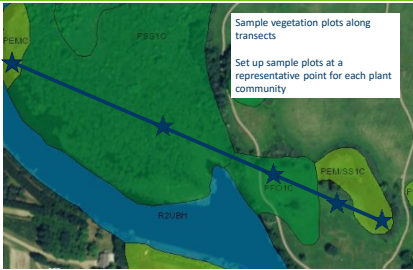 Sample vegetation plots along
transects
Set up sample plots at a
representative point for each plant
community
PEMC
PSS1C
PEM/SS1C
PFO1C
R2UBH
P